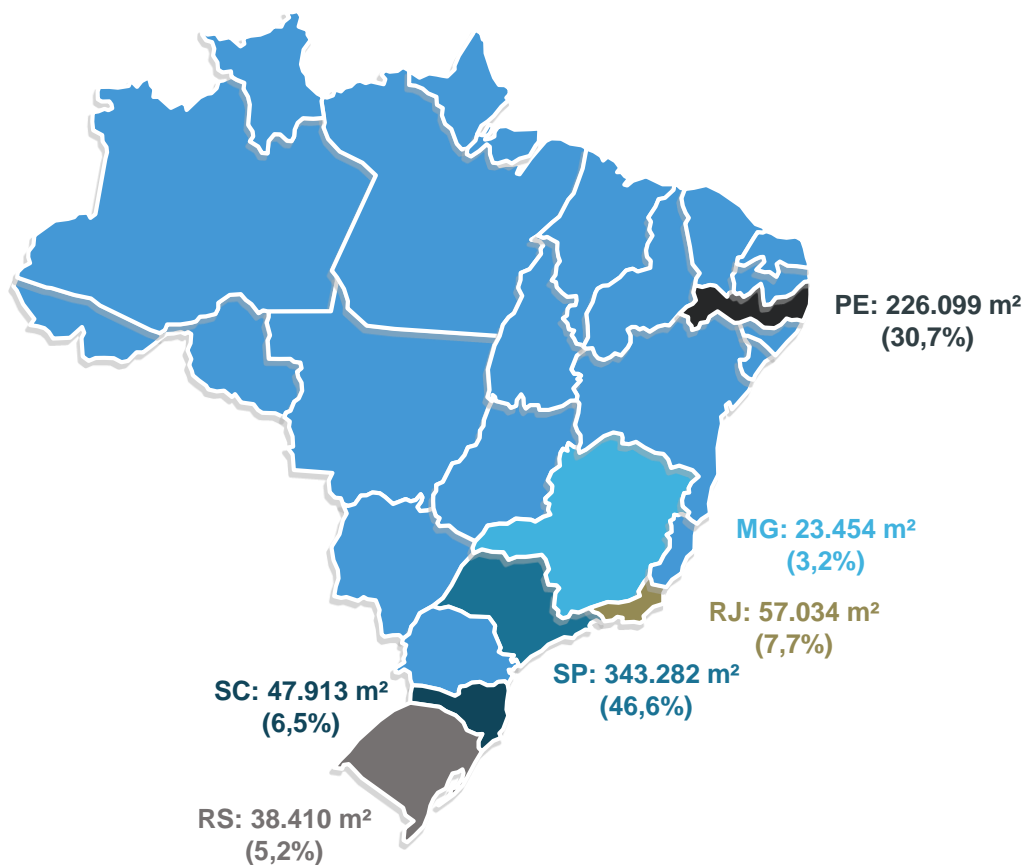 PE: 226.099 m²
(30,7%)
MG: 23.454 m²
(3,2%)
RJ: 57.034 m²
(7,7%)
SP: 343.282 m²
(46,6%)
SC: 47.913 m²
(6,5%)
RS: 38.410 m²
(5,2%)